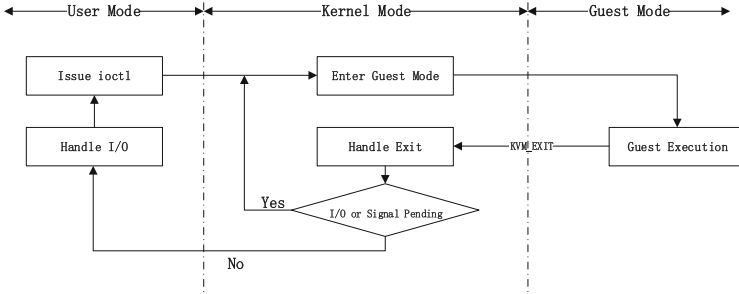 User Mode
Kernel Mode
Guest Mode
Issue ioctl
Enter Guest Mode
Handle I/O
Handle Exit
KVM_EXIT
Guest Execution
Yes
I/O or Signal Pending
No